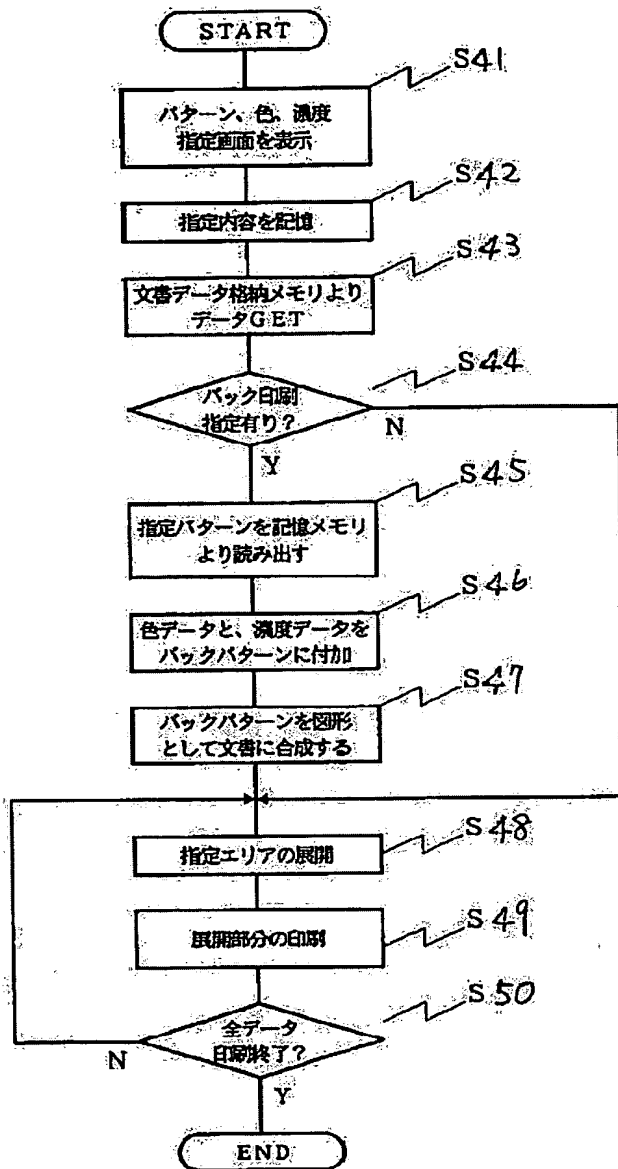 START
S41
パターン、色、濃度
指定画面を表示
S42
指定内容を記憶
S43
文書データ格納メモリより
データGET
S44
バック印刷
指定有り?
N
Y
S45
指定パターンを記憶メモリ
より読み出す
S46
色データと、濃度データを
バックパターンに付加
S47
バックパターンを図形
として文書に合成する
S48
指定エリアの展開
S49
展開部分の印刷
S50
全データ
印刷終了?
N
Y
END